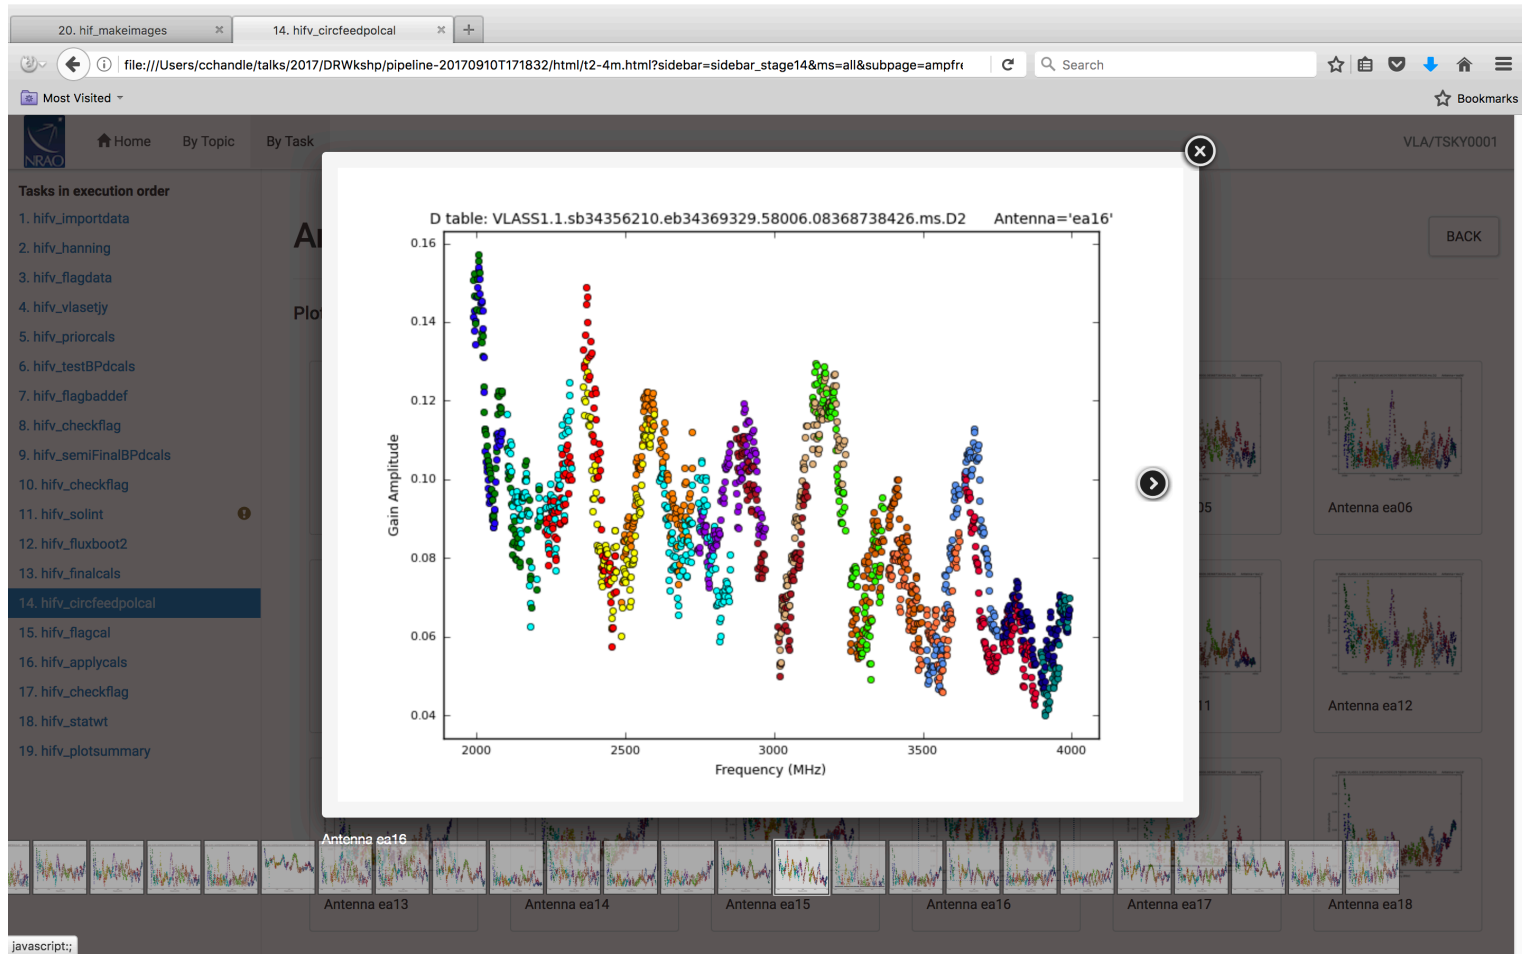 20. hif_makeimages
14. hifv_circfeedpolcal
file:///Users/cchandle/talks/2017/DRWkshp/pipeline-20170910T171832/html/t2-4m.html?sidebar=sidebar_stage14&ms=all&subpage=ampfre
Search
Most Visited
Bookmarks
NRAO
Home
By Topic
By Task
VLA/TSKY0001
Tasks in execution order
1. hifv_importdata
2. hifv_hanning
3. hifv_flagdata
4. hifv_vlasetjy
5. hifv_priorcals
6. hifv_testBPdcals
7. hifv_flagbaddef
8. hifv_checkflag
9. hifv_semiFinalBPdcals
10. hifv_checkflag
11. hifv_solint
12. hifv_fluxboot2
13. hifv_finalcals
14. hifv_circfeedpolcal
15. hifv_flagcal
16. hifv_applycals
17. hifv_checkflag
18. hifv_statwt
19. hifv_plotsummary
BACK
D table: VLASS1.1.sb34356210.eb34369329.58006.08368738426.ms.D2 Antenna='ea16'
0.16
0.14
0.12
0.10
0.08
0.06
0.04
Gain Amplitude
2000 2500 3000 3500 4000
Frequency (MHz)
05
Antenna ea06
11
Antenna ea12
Antenna ea16
Antenna ea13
Antenna ea14
Antenna ea15
Antenna ea16
Antenna ea17
Antenna ea18
javascript:;